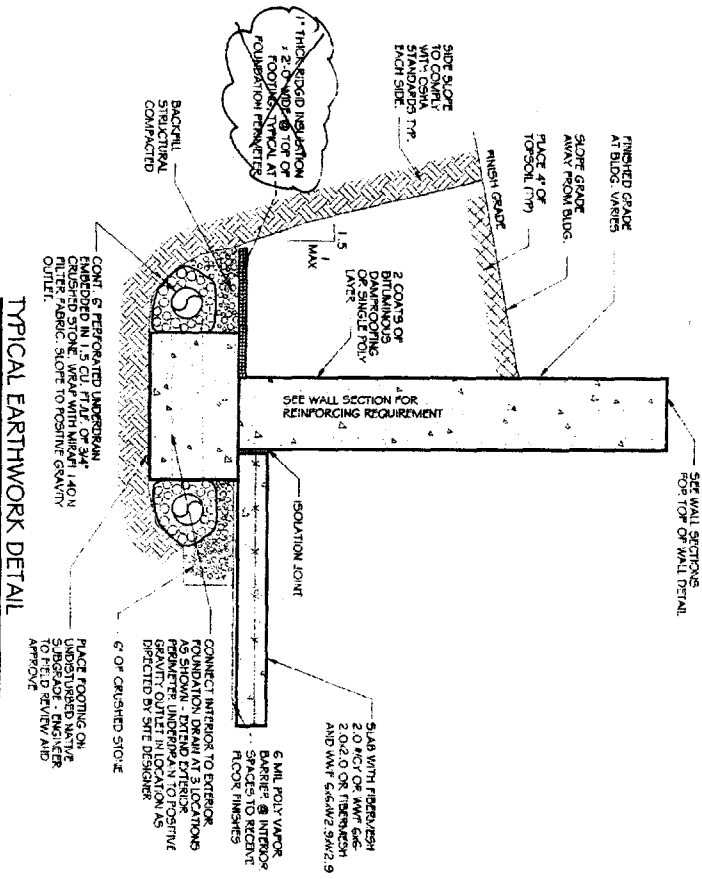 FINISHED GRADE
AT BLDG. VARIES
SLOPE GRADE
AWAY FROM BLDG.
PLACE 4" OF
TOPSOIL (TYP)
FINISH GRADE
SIDE SLOPE
TO COMPLY
WITH OSHA
STANDARDS TYP.
EACH SIDE.
1" THICK RIDGID INSULATION
x 2'-0" WIDE @ TOP OF
FOOTING, TYPICAL AT
FOUNDATION PERIMETER
BACKFILL
STRUCTURAL
COMPACTED
1.5
1
MAX
2 COATS OF
BITUMINOUS
DAMPROOFING
OR SINGLE POLY
LAYER
SEE WALL SECTION FOR
REINFORCING REQUIREMENT
SEE WALL SECTIONS
FOR TOP OF WALL DETAIL
ISOLATION JOINT
SLAB WITH FIBERMESH
2.0 #/CY OR WWF 6x6-
2.0x2.0 OR FIBERMESH
AND WWF 6x6xW2.9xW2.9
6 MIL POLY VAPOR
BARRIER @ INTERIOR
SPACES TO RECEIVE
FLOOR FINISHES
CONNECT INTERIOR TO EXTERIOR
FOUNDATION DRAIN AT 3 LOCATIONS
AS SHOWN - EXTEND EXTERIOR
PERIMETER UNDERDRAIN TO POSITIVE
GRAVITY OUTLET IN LOCATION AS
DIRECTED BY SITE DESIGNER
6" OF CRUSHED STONE
PLACE FOOTING ON
UNDISTURBED NATIVE
SUBGRADE - ENGINEER
TO FIELD REVIEW AND
APPROVE
CONT. 6" PERFORATED UNDERDRAIN
EMBEDDED IN 1.5 CU. FT./LF OF 3/4"
CRUSHED STONE. WRAP WITH MIRAFI 140 N
FILTER FABRIC. SLOPE TO POSITIVE GRAVITY
OUTLET.
TYPICAL EARTHWORK DETAIL